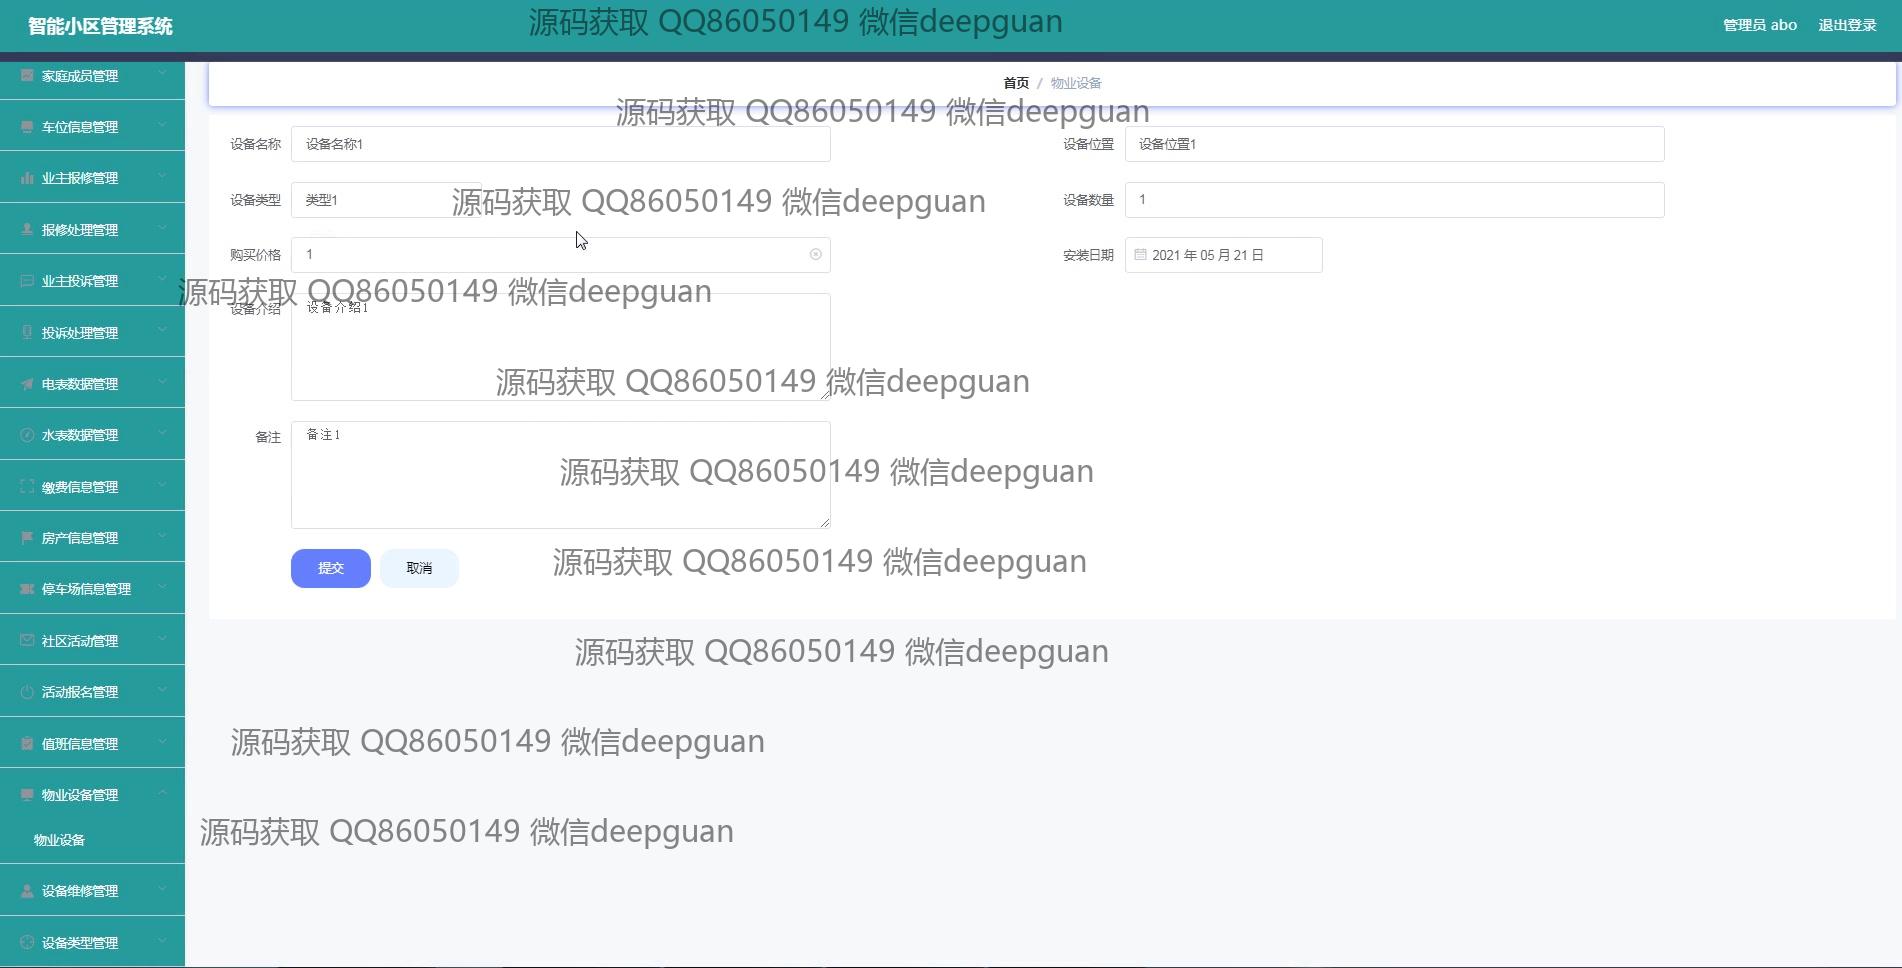 智能小区管理系统
源码获取 QQ86050149 微信deepguan
管理员 abo
退出登录
家庭成员管理
车位信息管理
业主报修管理
报修处理管理
业主投诉管理
投诉处理管理
电表数据管理
水表数据管理
缴费信息管理
房产信息管理
停车场信息管理
社区活动管理
活动报名管理
值班信息管理
物业设备管理
物业设备
设备维修管理
设备类型管理
首页 / 物业设备
源码获取 QQ86050149 微信deepguan
设备名称 设备名称1
设备位置 设备位置1
设备类型 类型1
源码获取 QQ86050149 微信deepguan
设备数量 1
购买价格 1
安装日期 2021 年 05 月 21 日
源码获取 QQ86050149 微信deepguan
设备介绍 设备介绍1
源码获取 QQ86050149 微信deepguan
备注 备注1
源码获取 QQ86050149 微信deepguan
提交 取消
源码获取 QQ86050149 微信deepguan
源码获取 QQ86050149 微信deepguan
源码获取 QQ86050149 微信deepguan
源码获取 QQ86050149 微信deepguan